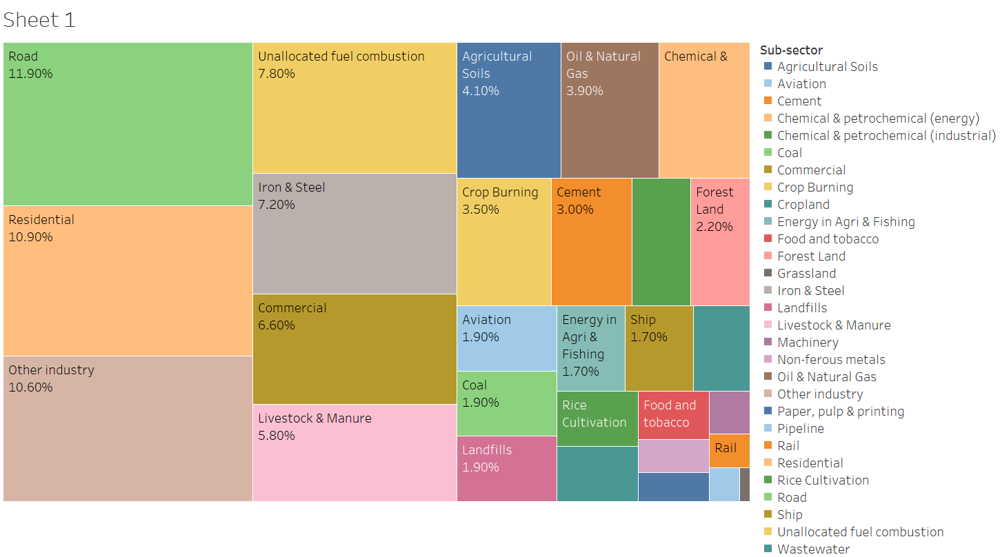 Sheet 1
Road
11.90%
Residential
10.90%
Other industry
10.60%
Unallocated fuel combustion
7.80%
Iron & Steel
7.20%
Commercial
6.60%
Livestock & Manure
5.80%
Agricultural
Soils
4.10%
Oil & Natural
Gas
3.90%
Chemical &
Crop Burning
3.50%
Cement
3.00%
Forest
Land
2.20%
Aviation
1.90%
Coal
1.90%
Landfills
1.90%
Energy in
Agri &
Fishing
1.70%
Ship
1.70%
Rice
Cultivation
Food and
tobacco
Rail
Sub-sector
Agricultural Soils
Aviation
Cement
Chemical & petrochemical (energy)
Chemical & petrochemical (industrial)
Coal
Commercial
Crop Burning
Cropland
Energy in Agri & Fishing
Food and tobacco
Forest Land
Grassland
Iron & Steel
Landfills
Livestock & Manure
Machinery
Non-ferous metals
Oil & Natural Gas
Other industry
Paper, pulp & printing
Pipeline
Rail
Residential
Rice Cultivation
Road
Ship
Unallocated fuel combustion
Wastewater